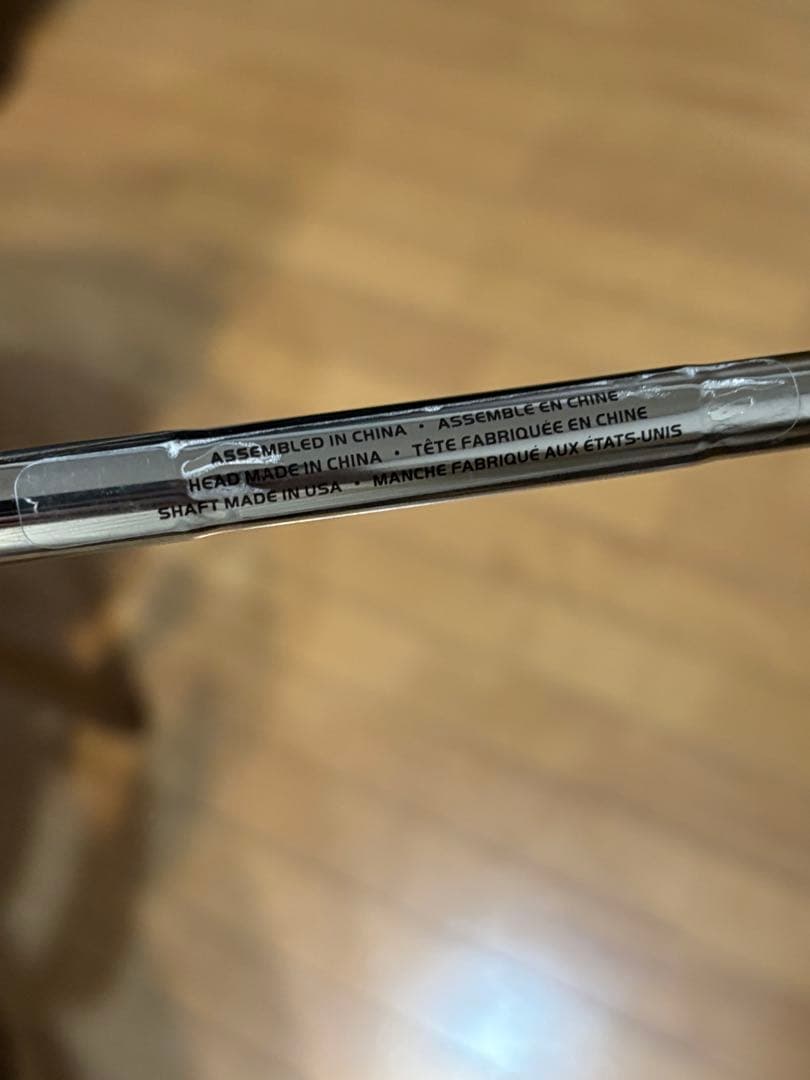 ASSEMBLED IN CHINA • ASSEMBLÉ EN CHINE
HEAD MADE IN CHINA • TÊTE FABRIQUÉE EN CHINE
SHAFT MADE IN USA • MANCHE FABRIQUÉ AUX ÉTATS-UNIS